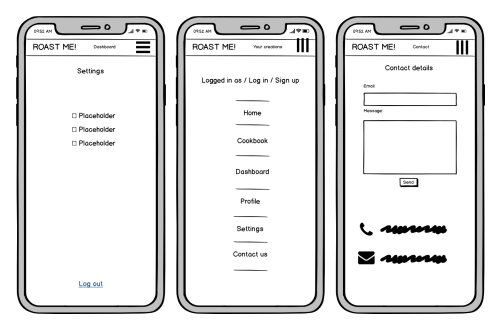 09:52 AM
ROAST ME!
Dashboard
Settings
Placeholder
Placeholder
Placeholder
Log out
09:52 AM
ROAST ME!
Your creations
Logged in as / Log in / Sign up
Home
Cookbook
Dashboard
Profile
Settings
Contact us
09:52 AM
ROAST ME!
Contact
Contact details
Email:
Message:
Send